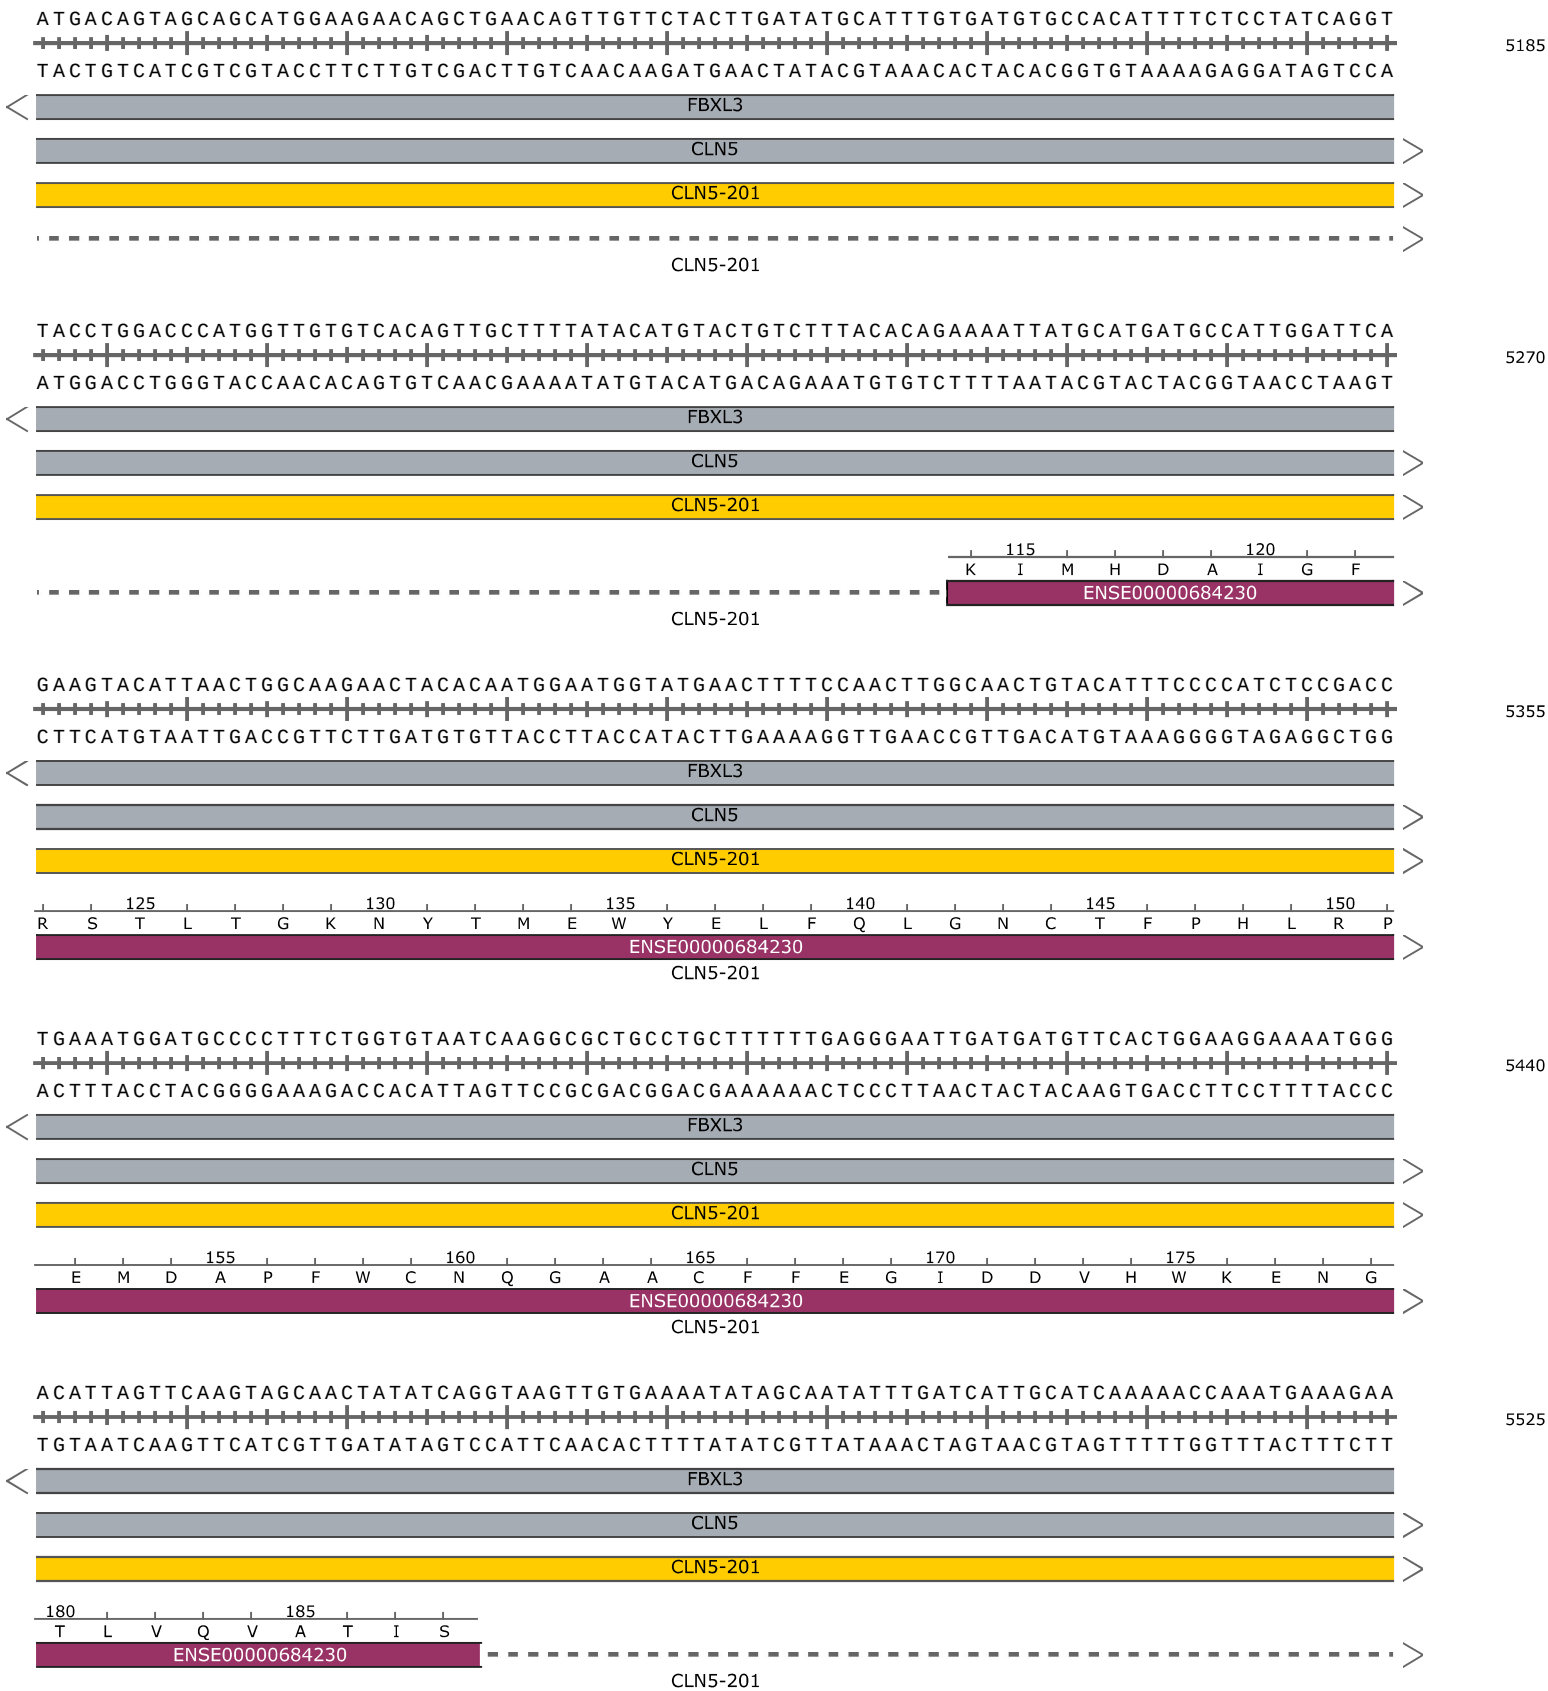 ATGACAGTAGCAGCATGGAAGAACAGCTGAACAGTTGTTCTACTTGATATGCATTTGTGATGTGCCACATTTTCTCCTATCAGGT
5185
TACTGTCATCGTCGTACCTTCTTGTCGACTTGTCAACAAGATGAACTATACGTAAACACTACACGGTGTAAAAGAGGATAGTCCA
FBXL3
CLN5
CLN5-201
CLN5-201
TACCTGGACCCATGGTTGTGTCACAGTTGCTTTTATACATGTACTGTCTTTACACAGAAAATTATGCATGATGCCATTGGATTCA
5270
ATGGACCTGGGTACCAACACAGTGTCAACGAAAATATGTACATGACAGAAATGTGTCTTTTAATACGTACTACGGTAACCTAAGT
FBXL3
CLN5
CLN5-201
115 120
K I M H D A I G F
ENSE00000684230
CLN5-201
GAAGTACATTAACTGGCAAGAACTACACAATGGAATGGTATGAACTTTTCCAACTTGGCAACTGTACATTTCCCCATCTCCGACC
5355
CTTCATGTAATTGACCGTTCTTGATGTGTTACCTTACCATACTTGAAAAGGTTGAACCGTTGACATGTAAAGGGGTAGAGGCTGG
FBXL3
CLN5
CLN5-201
125 130 135 140 145 150
R S T L T G K N Y T M E W Y E L F Q L G N C T F P H L R P
ENSE00000684230
CLN5-201
TGAAATGGATGCCCCTTTCTGGTGTAATCAAGGCGCTGCCTGCTTTTTTGAGGGAATTGATGATGTTCACTGGAAGGAAAATGGG
5440
ACTTTACCTACGGGGAAAGACCACATTAGTTCCGCGACGGACGAAAAAACTCCCTTAACTACTACAAGTGACCTTCCTTTTACCC
FBXL3
CLN5
CLN5-201
155 160 165 170 175
E M D A P F W C N Q G A A C F F E G I D D V H W K E N G
ENSE00000684230
CLN5-201
ACATTAGTTCAAGTAGCAACTATATCAGGTAAGTTGTGAAAATATAGCAATATTTGATCATTGCATCAAAAACCAAATGAAAGAA
5525
TGTAATCAAGTTCATCGTTGATATAGTCCATTCAACACTTTTATATCGTTATAAACTAGTAACGTAGTTTTTGGTTTACTTTCTT
FBXL3
CLN5
CLN5-201
180 185
T L V Q V A T I S
ENSE00000684230
CLN5-201